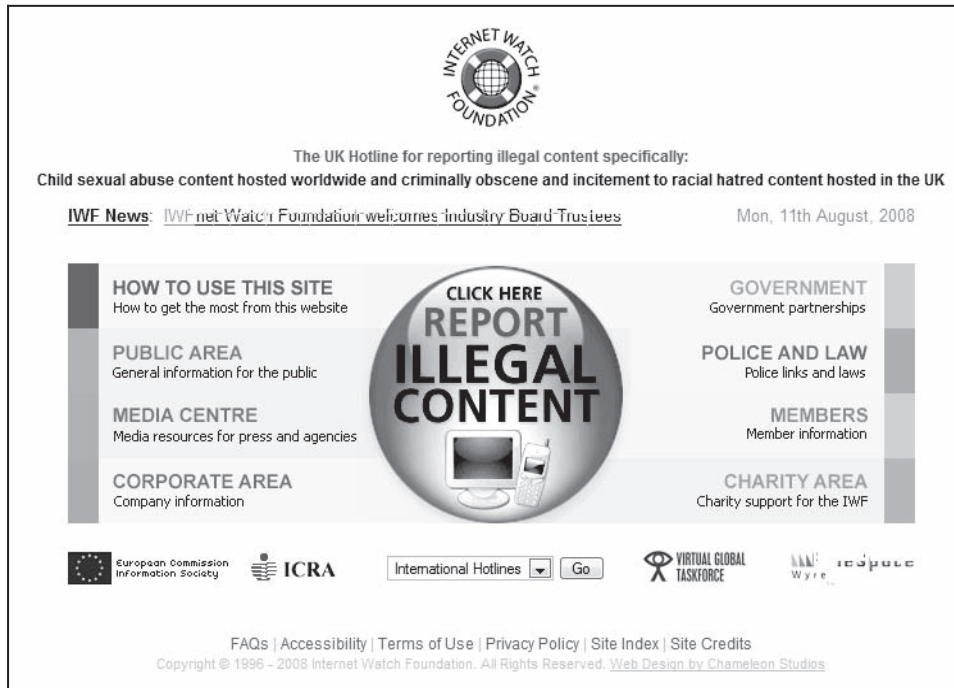 INTERNET WATCH
FOUNDATION®
The UK Hotline for reporting illegal content specifically:
Child sexual abuse content hosted worldwide and criminally obscene and incitement to racial hatred content hosted in the UK
IWF News: IWF net Watch Foundation welcomes Industry Board Trustees
Mon, 11th August, 2008
HOW TO USE THIS SITE
How to get the most from this website
PUBLIC AREA
General information for the public
MEDIA CENTRE
Media resources for press and agencies
CORPORATE AREA
Company information
CLICK HERE
REPORT
ILLEGAL
CONTENT
GOVERNMENT
Government partnerships
POLICE AND LAW
Police links and laws
MEMBERS
Member information
CHARITY AREA
Charity support for the IWF
European Commission
Information Society
ICRA
International Hotlines Go
VIRTUAL GLOBAL
TASKFORCE
FAQs | Accessibility | Terms of Use | Privacy Policy | Site Index | Site Credits
Copyright © 1996 - 2008 Internet Watch Foundation. All Rights Reserved. Web Design by Chameleon Studios